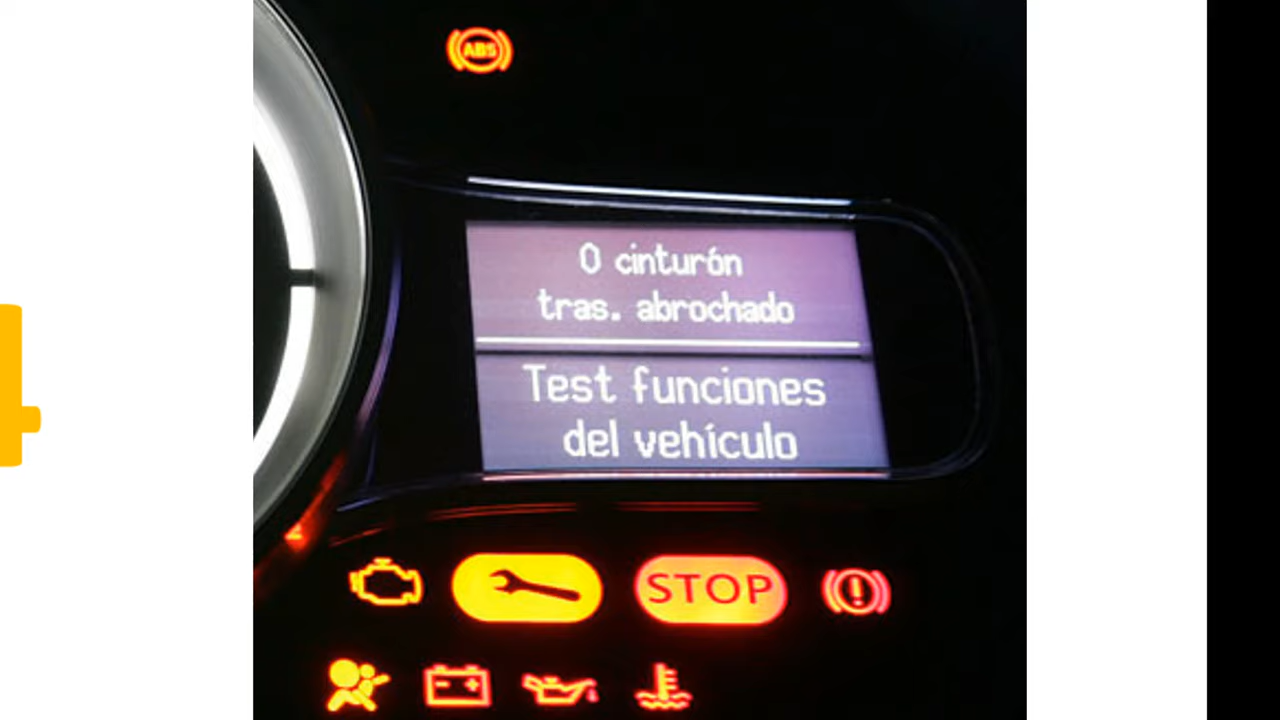 ABS
0 cinturón
tras. abrochado
Test funciones
del vehículo
STOP